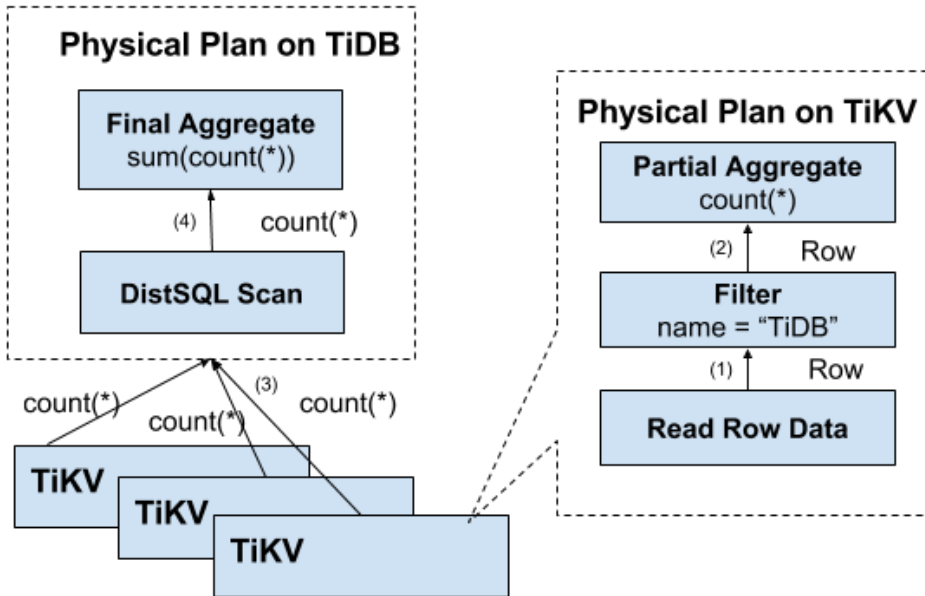 Physical Plan on TiDB
Final Aggregate
sum(count(*))
(4)
count(*)
DistSQL Scan
(3)
count(*)
count(*)
count(*)
TiKV
TiKV
TiKV
Physical Plan on TiKV
Partial Aggregate
count(*)
(2)
Row
Filter
name = “TiDB”
(1)
Row
Read Row Data